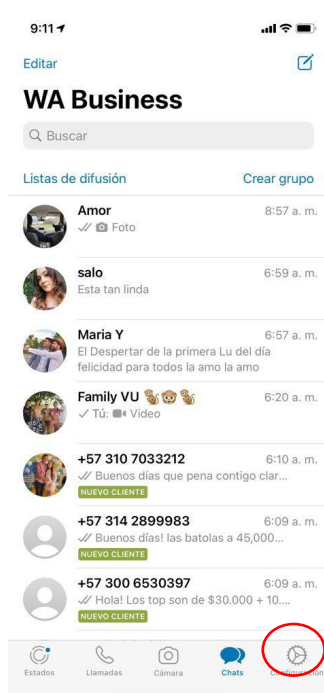 9:11
Editar
WA Business
Buscar
Listas de difusión Crear grupo
Amor 8:57 a. m.
Foto
salo 6:59 a. m.
Esta tan linda
Maria Y 6:57 a. m.
El Despertar de la primera Lu del día
felicidad para todos la amo la amo
Family VU 🐒🐵🐒 6:20 a. m.
Tú: Video
+57 310 7033212 6:10 a. m.
Buenos días que pena contigo clar...
NUEVO CLIENTE
+57 314 2899983 6:09 a. m.
Buenos días! las batolas a 45,000...
NUEVO CLIENTE
+57 300 6530397 6:09 a. m.
Hola! Los top son de $30.000 + 10....
NUEVO CLIENTE
Estados Llamadas Cámara Chats Configuración